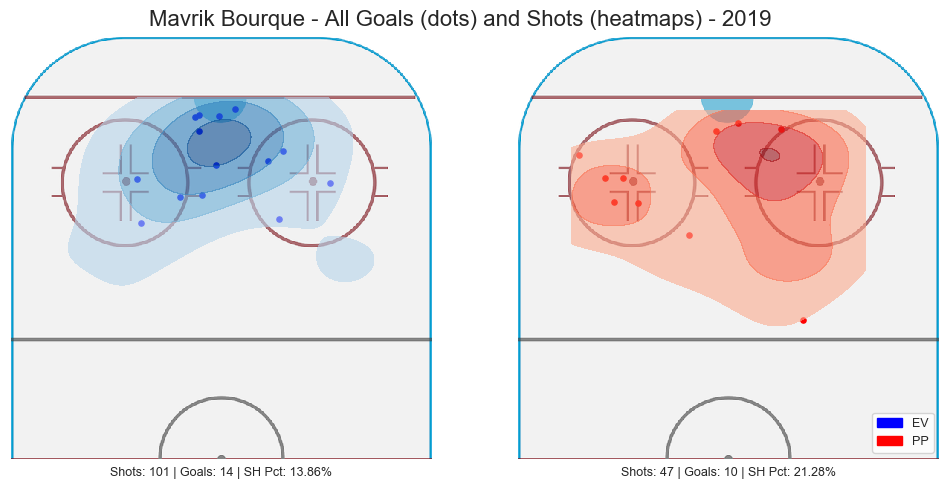 Mavrik Bourque - All Goals (dots) and Shots (heatmaps) - 2019
EV
PP
Shots: 101 | Goals: 14 | SH Pct: 13.86%
Shots: 47 | Goals: 10 | SH Pct: 21.28%